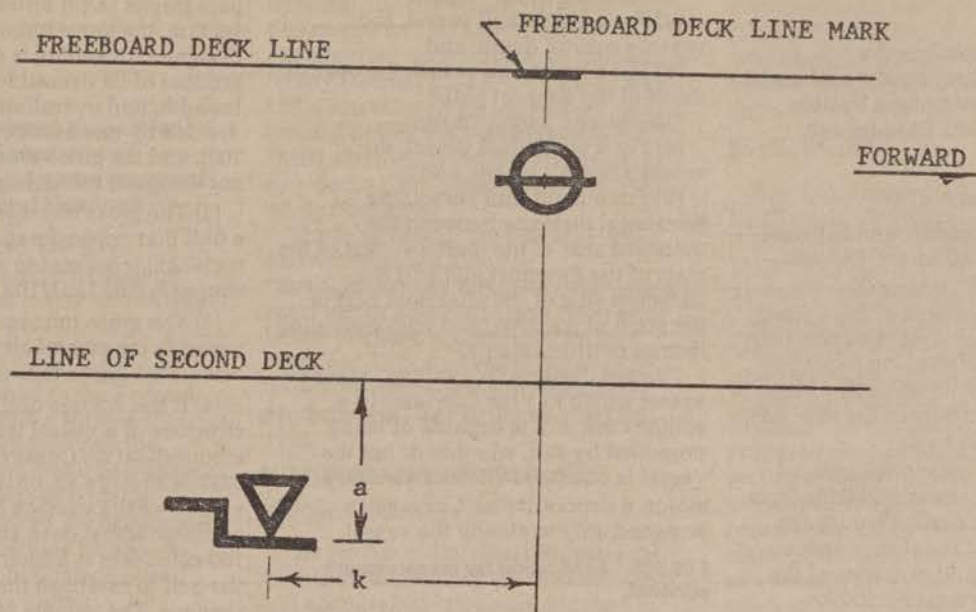 FREEBOARD DECK LINE MARK
FREEBOARD DECK LINE
FORWARD
LINE OF SECOND DECK
a
k